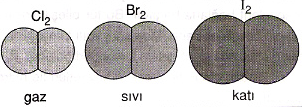 Cl₂ Br₂ I₂
gaz sıvı katı